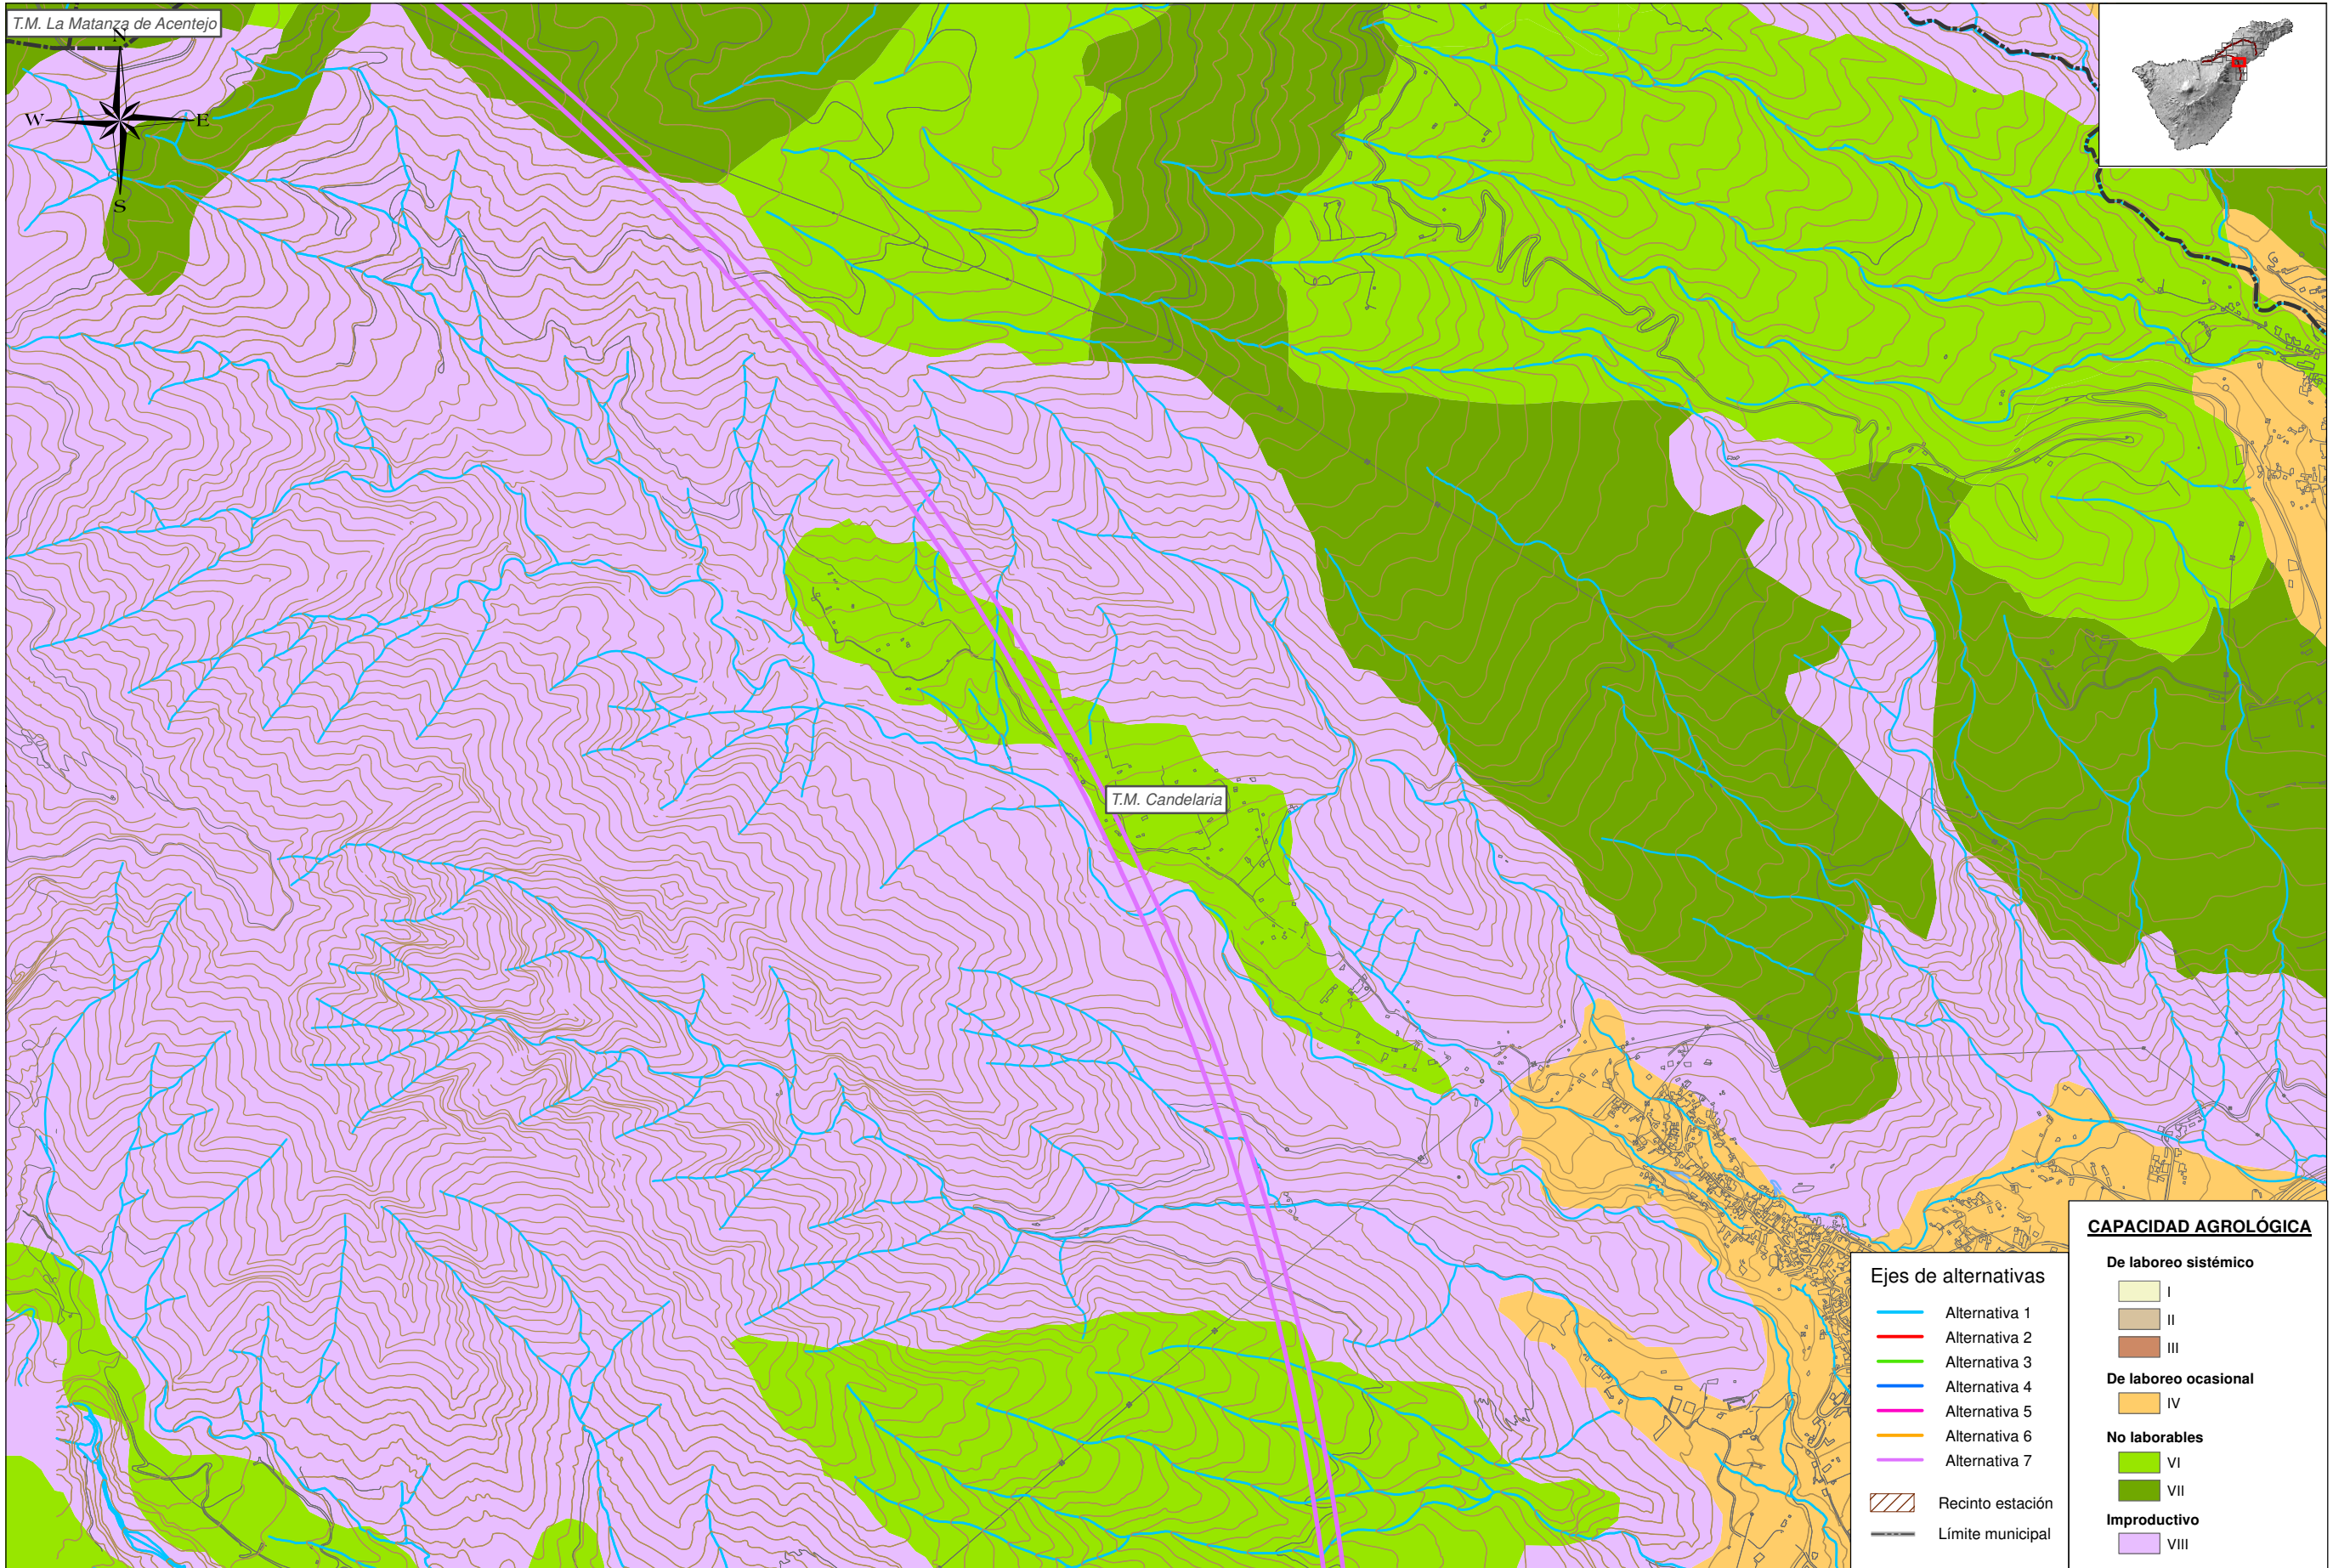 T.M. La Matanza de Acentejo
N
W
E
S
T.M. Candelaria
Ejes de alternativas
Alternativa 1
Alternativa 2
Alternativa 3
Alternativa 4
Alternativa 5
Alternativa 6
Alternativa 7
Recinto estación
Límite municipal
CAPACIDAD AGROLÓGICA
De laboreo sistémico
I
II
III
De laboreo ocasional
IV
No laborables
VI
VII
Improductivo
VIII